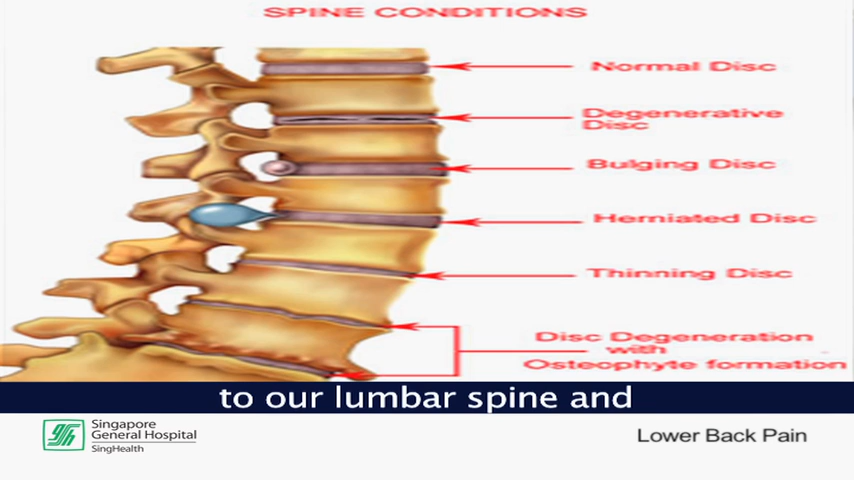 SPINE CONDITIONS
Normal Disc
Degenerative
Disc
Bulging Disc
Herniated Disc
Thinning Disc
Disc Degeneration
with
Osteophyte formation
to our lumbar spine and
Singapore
General Hospital
SingHealth
Lower Back Pain